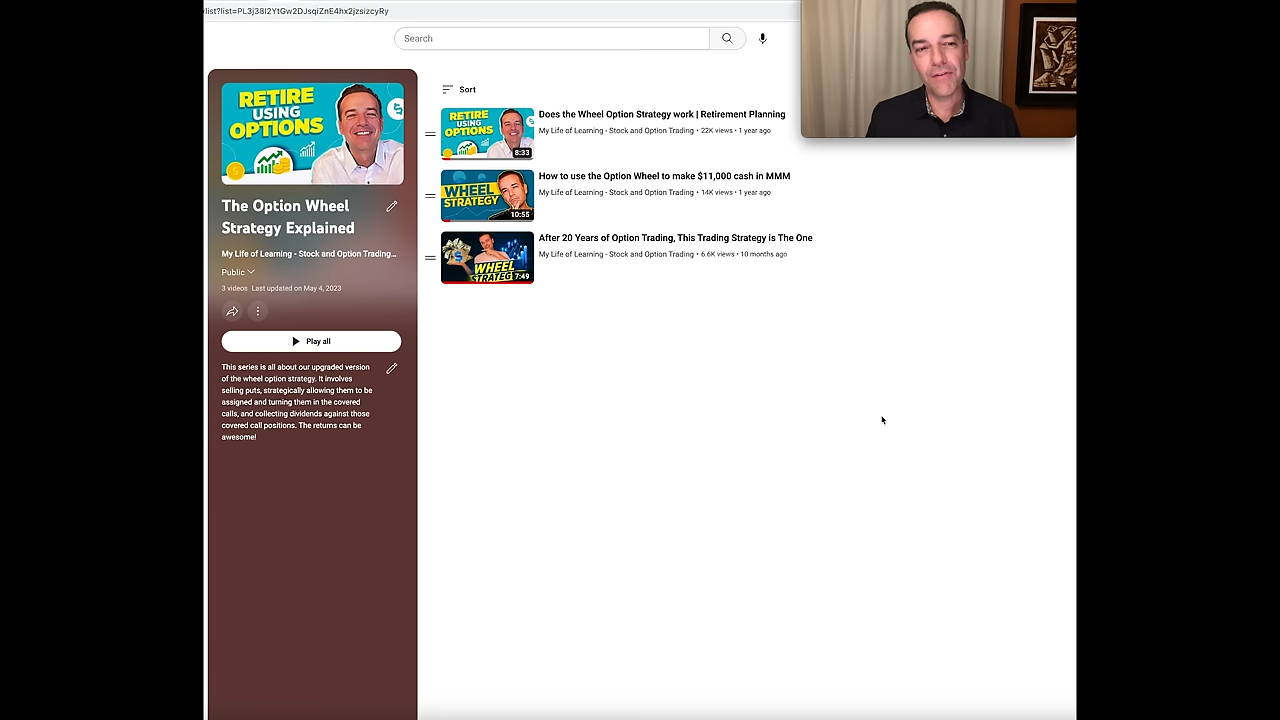 ylist?list=PL3j38I2YtGw2DJsqiZnE4hx2jzsizcyRy
Search
RETIRE
USING
OPTIONS
The Option Wheel
Strategy Explained
My Life of Learning - Stock and Option Trading...
Public
3 videos Last updated on May 4, 2023
Play all
This series is all about our upgraded version
of the wheel option strategy. It involves
selling puts, strategically allowing them to be
assigned and turning them in the covered
calls, and collecting dividends against those
covered call positions. The returns can be
awesome!
Sort
RETIRE
USING
OPTIONS
8:33
Does the Wheel Option Strategy work | Retirement Planning
My Life of Learning - Stock and Option Trading • 22K views • 1 year ago
WHEEL
STRATEGY
10:55
How to use the Option Wheel to make $11,000 cash in MMM
My Life of Learning - Stock and Option Trading • 14K views • 1 year ago
WHEEL
STRATEG
7:49
After 20 Years of Option Trading, This Trading Strategy is The One
My Life of Learning - Stock and Option Trading • 6.6K views • 10 months ago